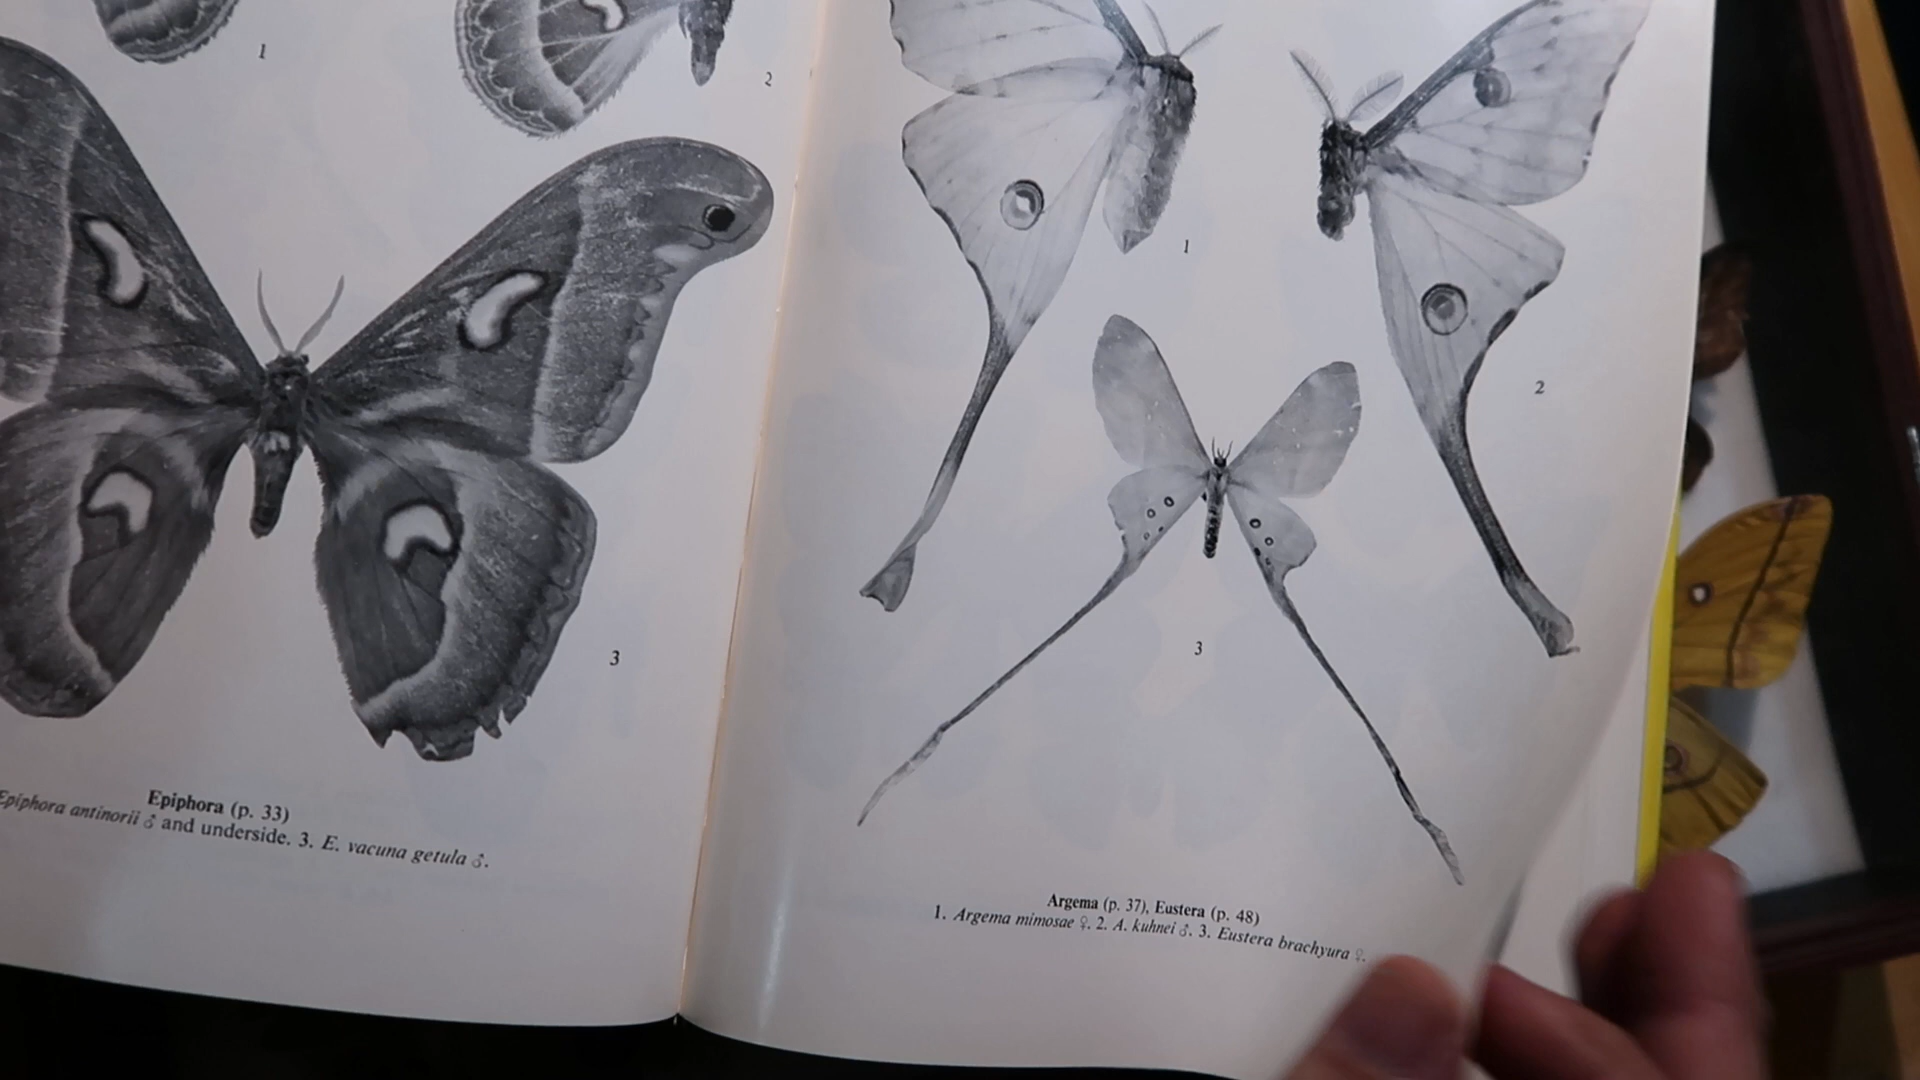 1
2
3
Epiphora (p. 33)
Epiphora antinorii ♂ and underside. 3. E. vacuna getula ♂.
1
2
3
Argema (p. 37), Eustera (p. 48)
1. Argema mimosae ♀. 2. A. kuhnei ♂. 3. Eustera brachyura ♀.